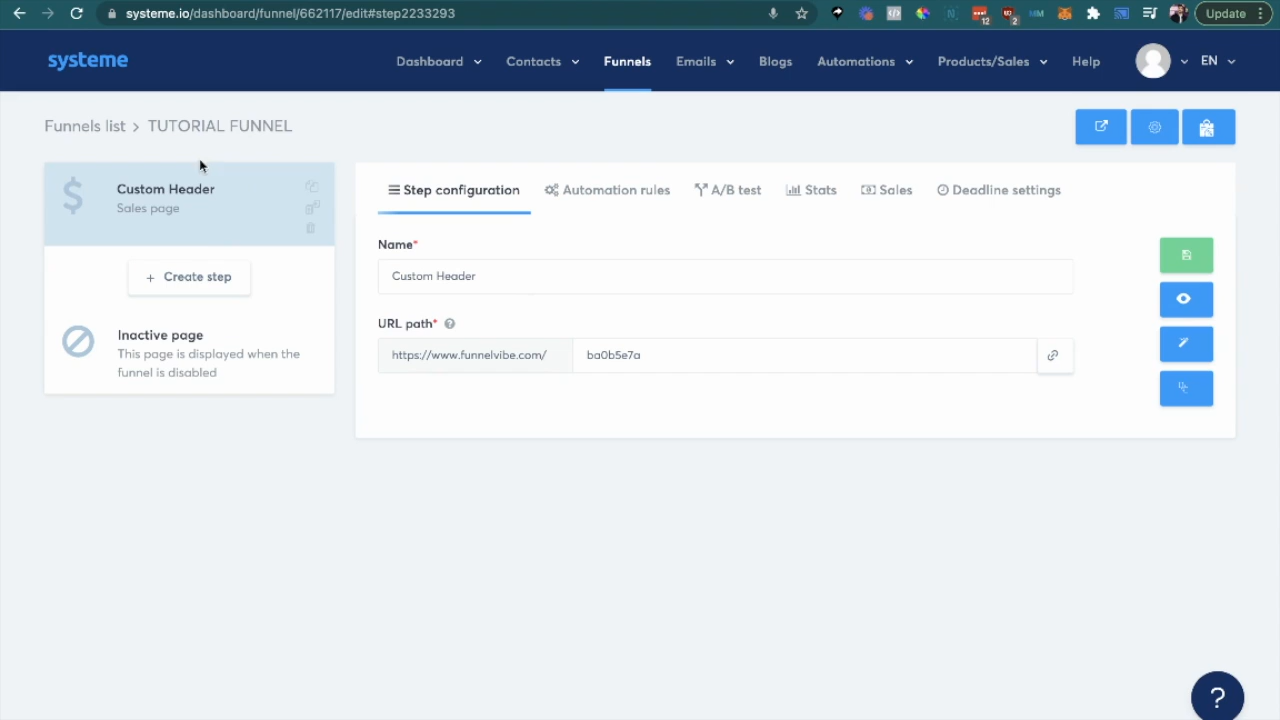 systeme.io/dashboard/funnel/662117/edit#step2233293
12
2
Update
systeme
Dashboard
Contacts
Funnels
Emails
Blogs
Automations
Products/Sales
Help
EN
Funnels list > TUTORIAL FUNNEL
Custom Header
Sales page
+ Create step
Inactive page
This page is displayed when the
funnel is disabled
Step configuration
Automation rules
A/B test
Stats
Sales
Deadline settings
Name*
Custom Header
URL path* ?
https://www.funnelvibe.com/
ba0b5e7a
?